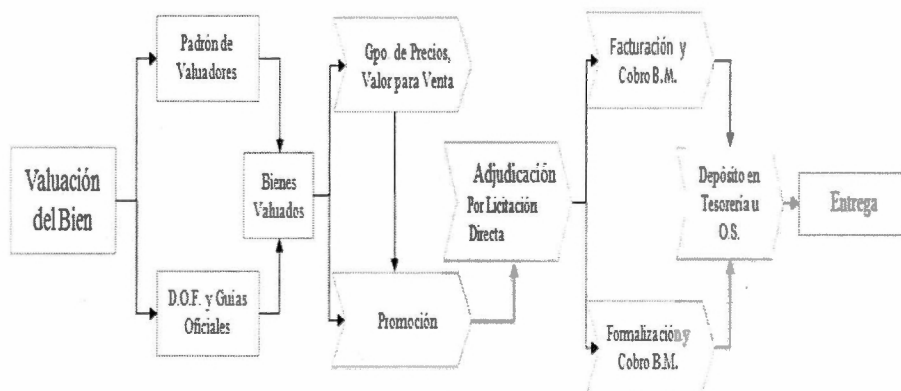 Valuación
del Bien
Padrón de
Valuadores
D.O.F. y Guías
Oficiales
Bienes
Valuados
Gpo. de Precios,
Valor para Venta
Promoción
Adjudicación
Por Licitación
Directa
Facturación y
Cobro B.M.
Formalización y
Cobro B.M.
Depósito en
Tesorería u
O.S.
Entrega